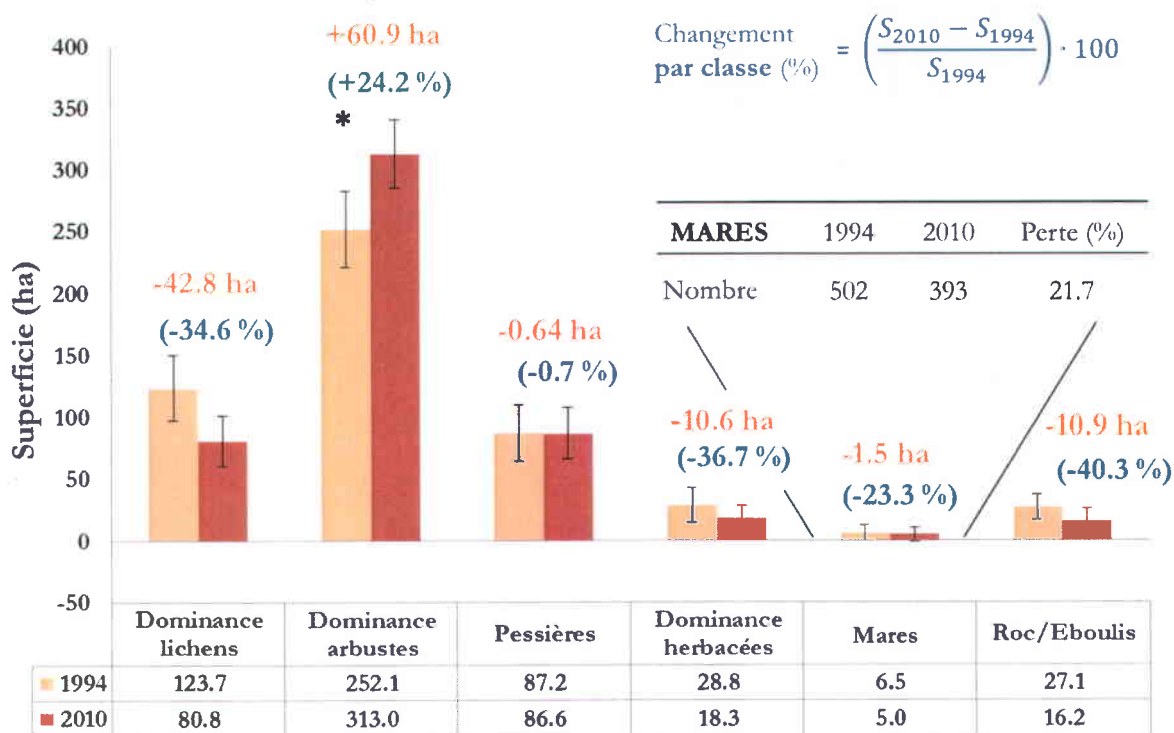 Changement
par classe (%) = ((S2010 − S1994) / S1994) · 100
+60.9 ha
(+24.2 %)
*
-42.8 ha
(-34.6 %)
-0.64 ha
(-0.7 %)
-10.6 ha
(-36.7 %)
-1.5 ha
(-23.3 %)
-10.9 ha
(-40.3 %)
MARES 1994 2010 Perte (%)
Nombre 502 393 21.7
Superficie (ha)
400
350
300
250
200
150
100
50
0
-50
Dominance lichens
Dominance arbustes
Pessières
Dominance herbacées
Mares
Roc/Eboulis
1994 123.7 252.1 87.2 28.8 6.5 27.1
2010 80.8 313.0 86.6 18.3 5.0 16.2